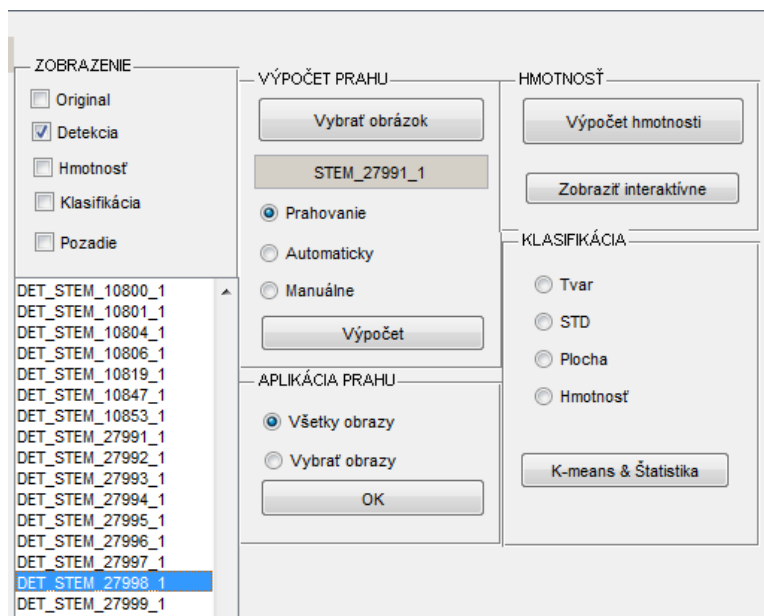 ZOBRAZENIE
Original
Detekcia
Hmotnosť
Klasifikácia
Pozadie
DET_STEM_10800_1
DET_STEM_10801_1
DET_STEM_10804_1
DET_STEM_10806_1
DET_STEM_10819_1
DET_STEM_10847_1
DET_STEM_10853_1
DET_STEM_27991_1
DET_STEM_27992_1
DET_STEM_27993_1
DET_STEM_27994_1
DET_STEM_27995_1
DET_STEM_27996_1
DET_STEM_27997_1
DET_STEM_27998_1
DET_STEM_27999_1
VÝPOČET PRAHU
Vybrať obrázok
STEM_27991_1
Prahovanie
Automaticky
Manuálne
Výpočet
APLIKÁCIA PRAHU
Všetky obrazy
Vybrať obrazy
OK
HMOTNOSŤ
Výpočet hmotnosti
Zobraziť interaktívne
KLASIFIKÁCIA
Tvar
STD
Plocha
Hmotnosť
K-means & Štatistika